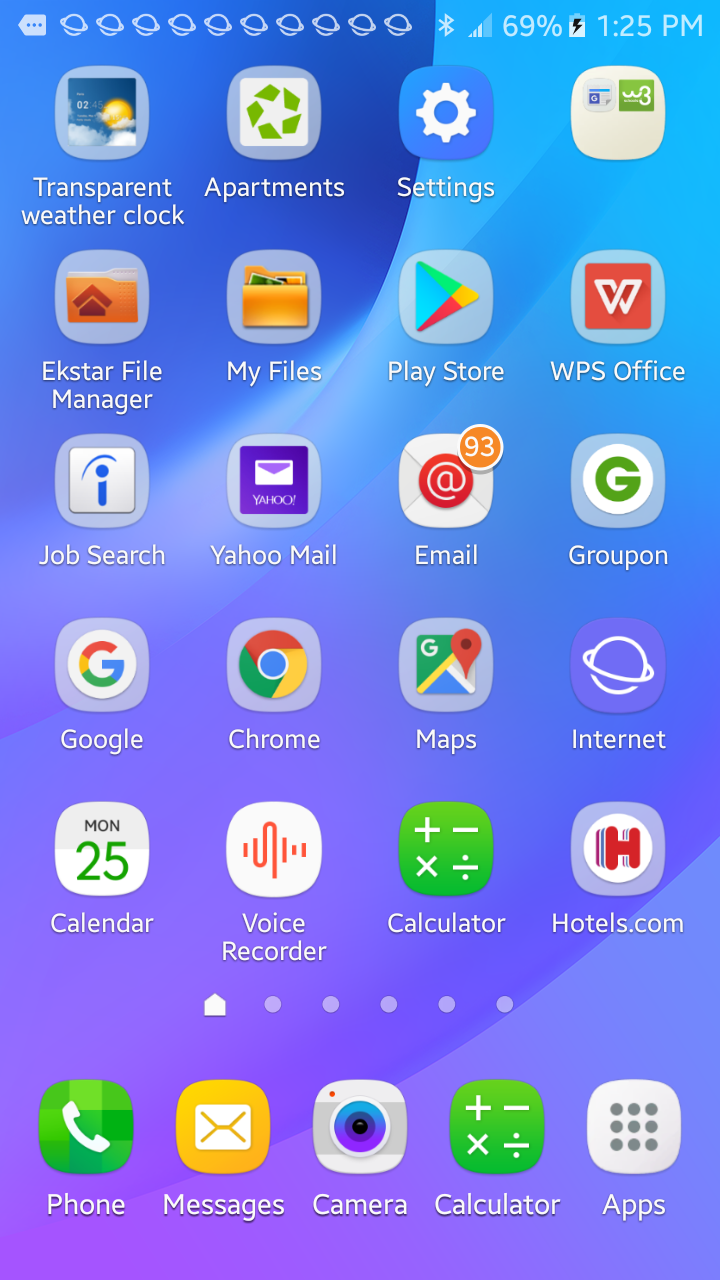 69% 1:25 PM
02:45
w3
Transparent
weather clock
Apartments
Settings
Ekstar File
Manager
My Files
Play Store
WPS Office
YAHOO!
93
Job Search
Yahoo Mail
Email
Groupon
Google
Chrome
Maps
Internet
MON
25
Calendar
Voice
Recorder
Calculator
Hotels.com
Phone
Messages
Camera
Calculator
Apps